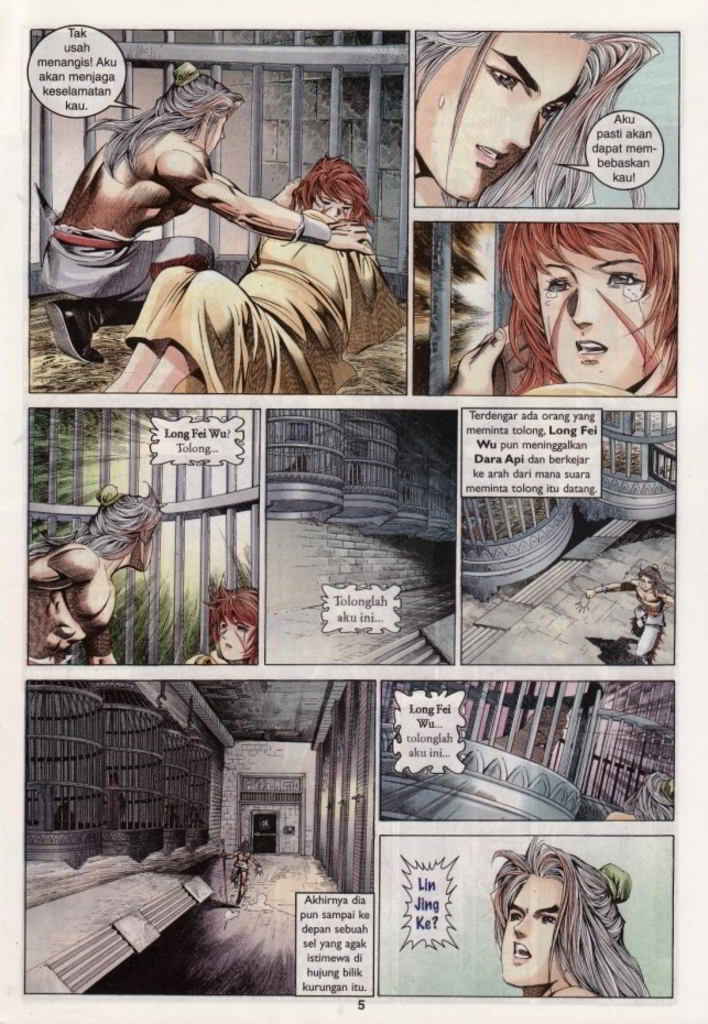 Tak
usah
menangis! Aku
akan menjaga
keselamatan
kau.
Aku
pasti akan
dapat mem-
bebaskan
kau!
Long Fei Wu?
Tolong...
Tolonglah
aku ini...
Terdengar ada orang yang
meminta tolong, Long Fei
Wu pun meninggalkan
Dara Api dan berkejar
ke arah dari mana suara
meminta tolong itu datang.
Akhirnya dia
pun sampai ke
depan sebuah
sel yang agak
istimewa di
hujung bilik
kurungan itu.
Long Fei
Wu...
tolonglah
aku ini...
Lin
Jing
Ke?
5